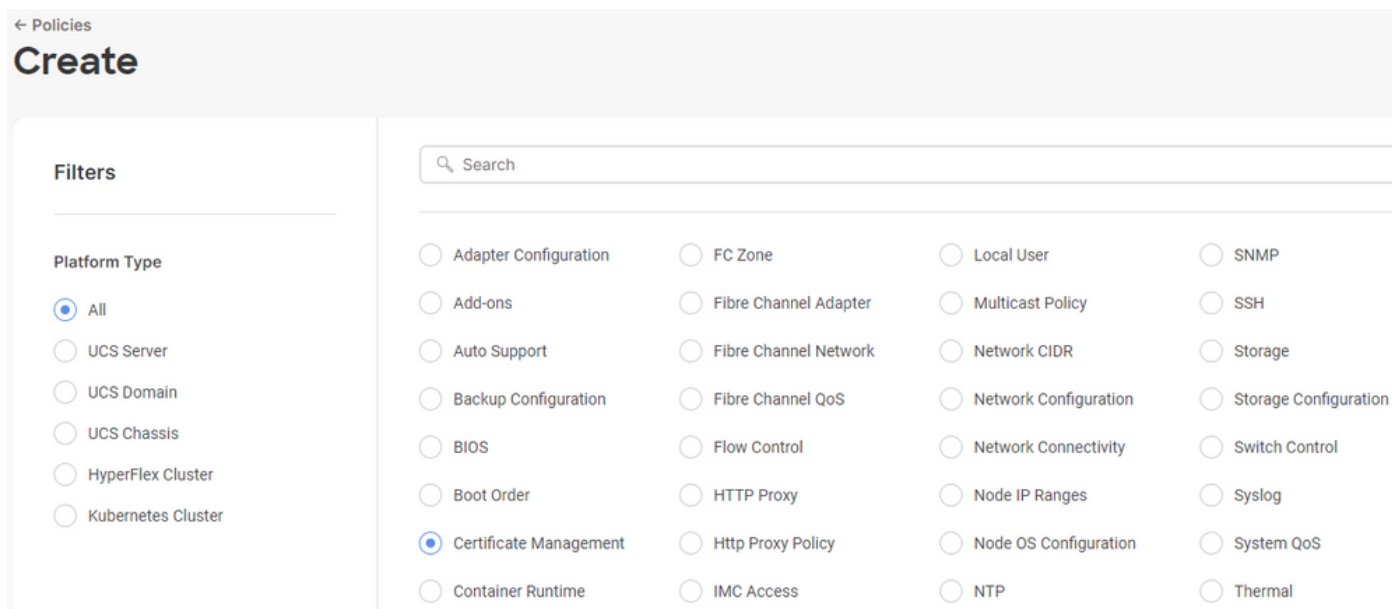 ← Policies
Create
Filters
Search
Platform Type
All
UCS Server
UCS Domain
UCS Chassis
HyperFlex Cluster
Kubernetes Cluster
Adapter Configuration FC Zone Local User SNMP
Add-ons Fibre Channel Adapter Multicast Policy SSH
Auto Support Fibre Channel Network Network CIDR Storage
Backup Configuration Fibre Channel QoS Network Configuration Storage Configuration
BIOS Flow Control Network Connectivity Switch Control
Boot Order HTTP Proxy Node IP Ranges Syslog
Certificate Management Http Proxy Policy Node OS Configuration System QoS
Container Runtime IMC Access NTP Thermal